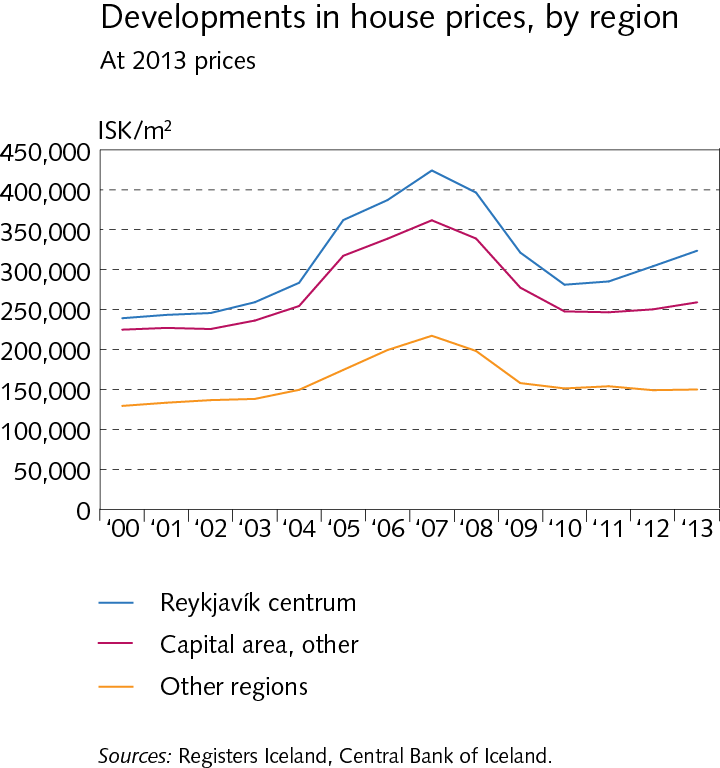 Developments in house prices, by region
At 2013 prices
ISK/m²
450,000
400,000
350,000
300,000
250,000
200,000
150,000
100,000
50,000
0
‘00 ‘01 ‘02 ‘03 ‘04 ‘05 ‘06 ‘07 ‘08 ‘09 ‘10 ‘11 ‘12 ‘13
Reykjavík centrum
Capital area, other
Other regions
Sources: Registers Iceland, Central Bank of Iceland.